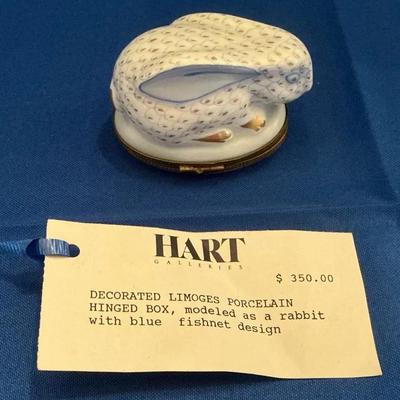 HART
GALLERIES
$ 350.00
DECORATED LIMOGES PORCELAIN
HINGED BOX, modeled as a rabbit
with blue fishnet design